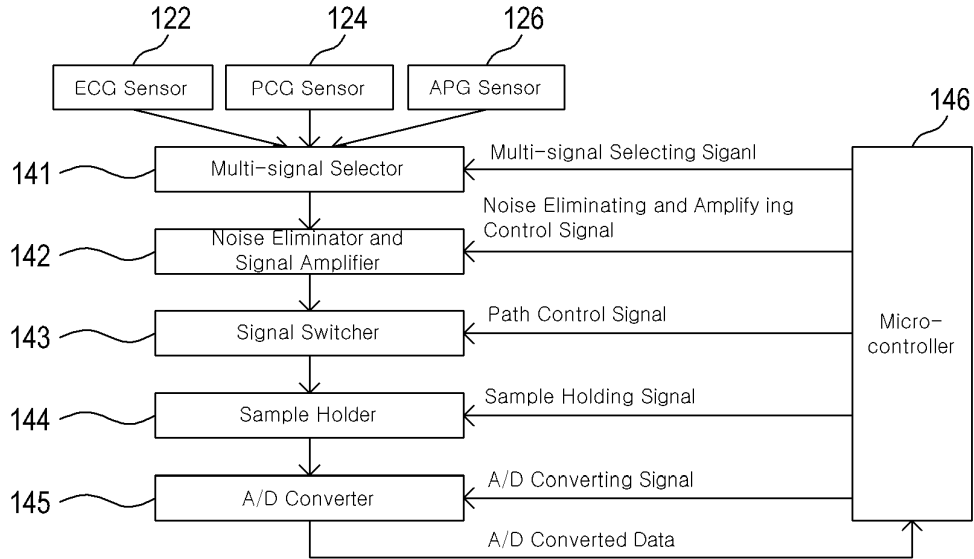 122
124
126
ECG Sensor
PCG Sensor
APG Sensor
146
141
Multi-signal Selector
Multi-signal Selecting Siganl
142
Noise Eliminator and
Signal Amplifier
Noise Eliminating and Amplify ing
Control Signal
143
Signal Switcher
Path Control Signal
Micro-
controller
144
Sample Holder
Sample Holding Signal
145
A/D Converter
A/D Converting Signal
A/D Converted Data